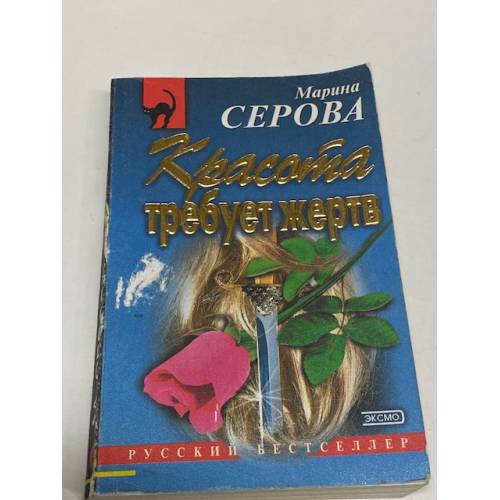 Марина
СЕРОВА
Красота
требует жертв
ЭКСМО
РУССКИЙ БЕСТСЕЛЛЕР